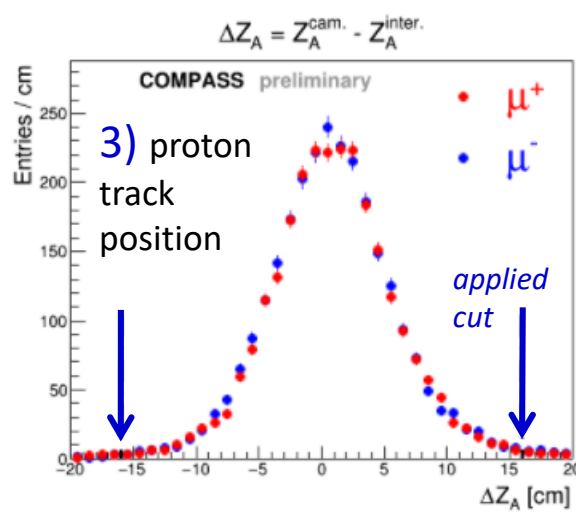 ΔZ_A = Z_A^cam. - Z_A^inter.
COMPASS preliminary
μ⁺
μ⁻
3) proton
track
position
applied
cut
Entries / cm
250
200
150
100
50
0
−20 −15 −10 −5 0 5 10 15 20
ΔZ_A [cm]